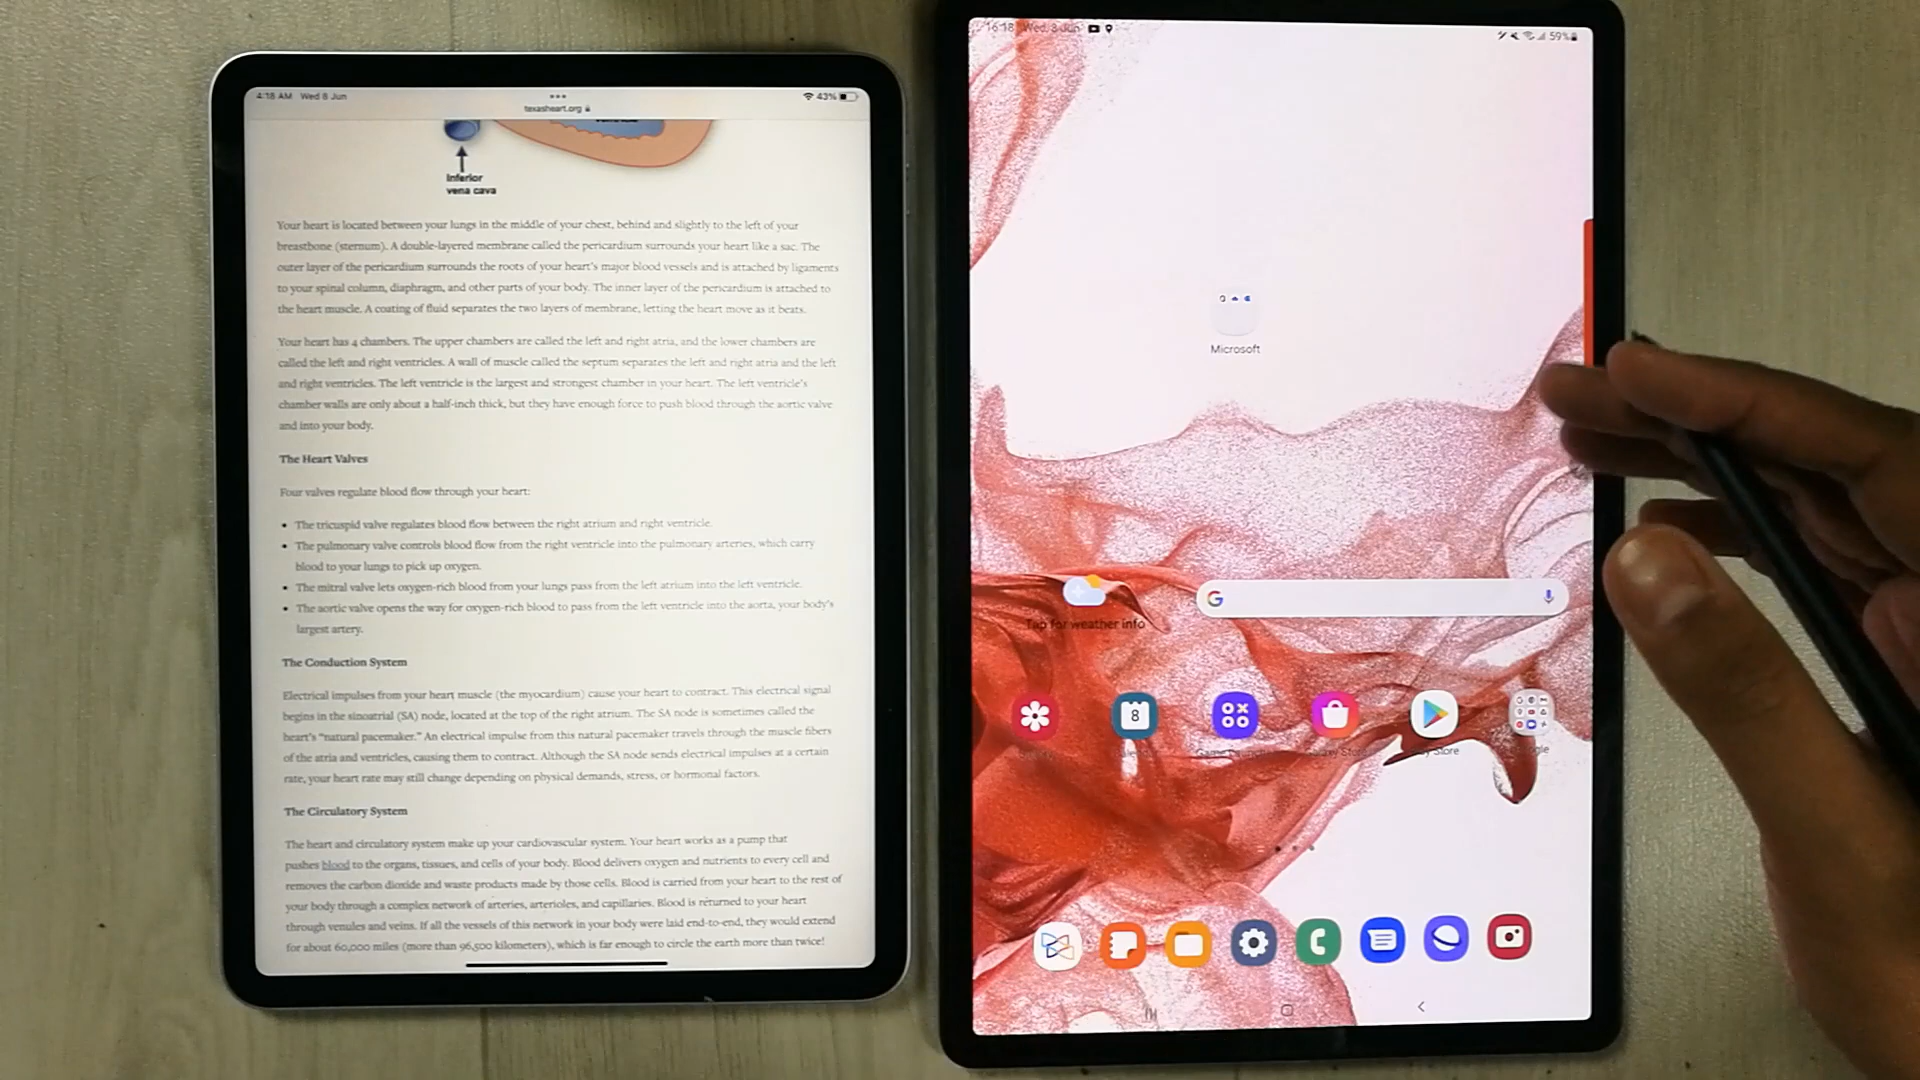 4:18 AM Wed 8 Jun
43%
texasheart.org
Inferior
vena cava
Your heart is located between your lungs in the middle of your chest, behind and slightly to the left of your
breastbone (sternum). A double-layered membrane called the pericardium surrounds your heart like a sac. The
outer layer of the pericardium surrounds the roots of your heart's major blood vessels and is attached by ligaments
to your spinal column, diaphragm, and other parts of your body. The inner layer of the pericardium is attached to
the heart muscle. A coating of fluid separates the two layers of membrane, letting the heart move as it beats.
Your heart has 4 chambers. The upper chambers are called the left and right atria, and the lower chambers are
called the left and right ventricles. A wall of muscle called the septum separates the left and right atria and the left
and right ventricles. The left ventricle is the largest and strongest chamber in your heart. The left ventricle's
chamber walls are only about a half-inch thick, but they have enough force to push blood through the aortic valve
and into your body.
The Heart Valves
Four valves regulate blood flow through your heart:
• The tricuspid valve regulates blood flow between the right atrium and right ventricle.
• The pulmonary valve controls blood flow from the right ventricle into the pulmonary arteries, which carry
blood to your lungs to pick up oxygen.
• The mitral valve lets oxygen-rich blood from your lungs pass from the left atrium into the left ventricle.
• The aortic valve opens the way for oxygen-rich blood to pass from the left ventricle into the aorta, your body's
largest artery.
The Conduction System
Electrical impulses from your heart muscle (the myocardium) cause your heart to contract. This electrical signal
begins in the sinoatrial (SA) node, located at the top of the right atrium. The SA node is sometimes called the
heart's "natural pacemaker." An electrical impulse from this natural pacemaker travels through the muscle fibers
of the atria and ventricles, causing them to contract. Although the SA node sends electrical impulses at a certain
rate, your heart rate may still change depending on physical demands, stress, or hormonal factors.
The Circulatory System
The heart and circulatory system make up your cardiovascular system. Your heart works as a pump that
pushes blood to the organs, tissues, and cells of your body. Blood delivers oxygen and nutrients to every cell and
removes the carbon dioxide and waste products made by those cells. Blood is carried from your heart to the rest of
your body through a complex network of arteries, arterioles, and capillaries. Blood is returned to your heart
through venules and veins. If all the vessels of this network in your body were laid end-to-end, they would extend
for about 60,000 miles (more than 96,500 kilometers), which is far enough to circle the earth more than twice!
16:18 Wed, 8 Jun
59%
Microsoft
G
Tap for weather info
8
Store